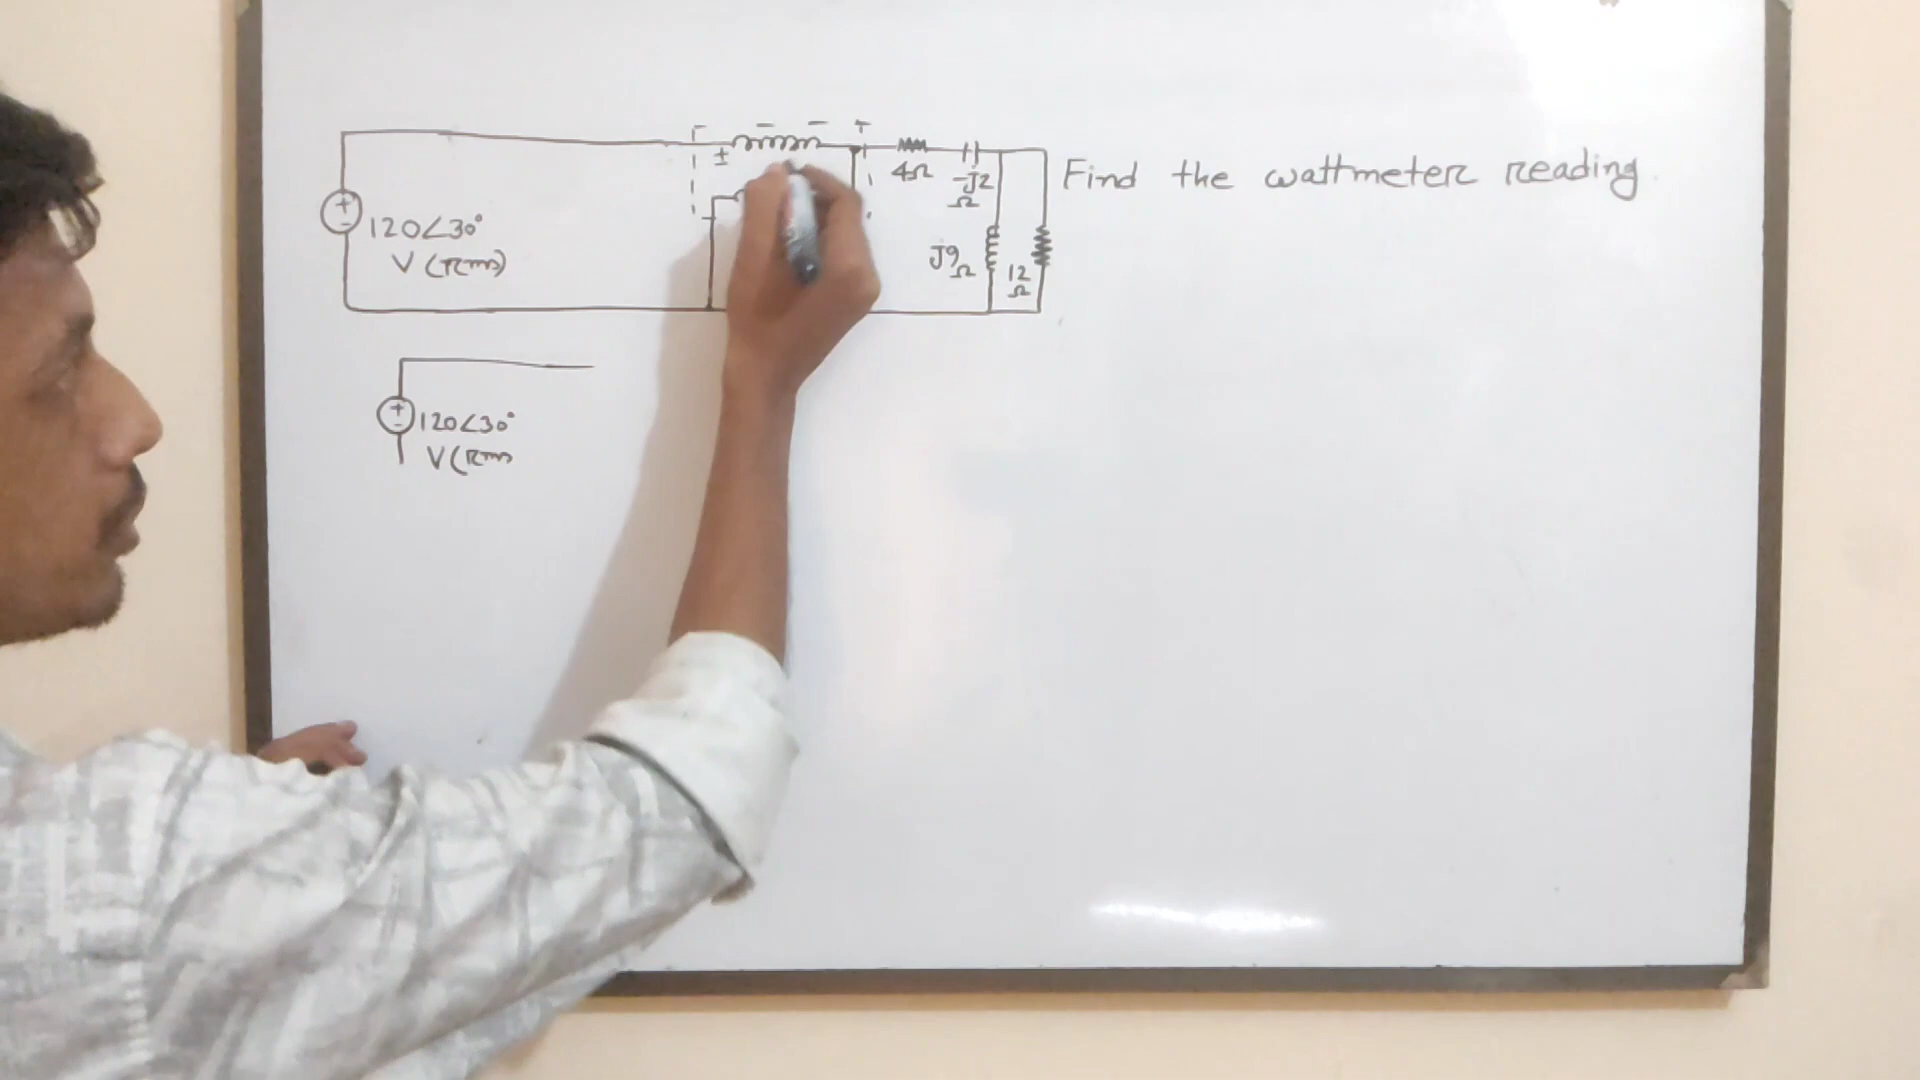 Find the wattmeter reading
±
4Ω
-j2
Ω
+
-
120∠30°
V (rms)
j9
Ω
12
Ω
+
-
120∠30°
V (rms